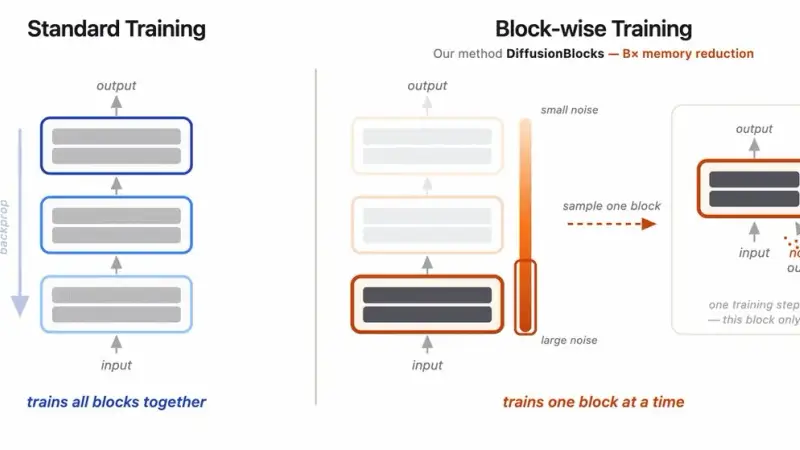 Standard Training
output
backprop
input
trains all blocks together
Block-wise Training
Our method DiffusionBlocks — B× memory reduction
output
small noise
sample one block
large noise
input
trains one block at a time
output
input
one training step
— this block only